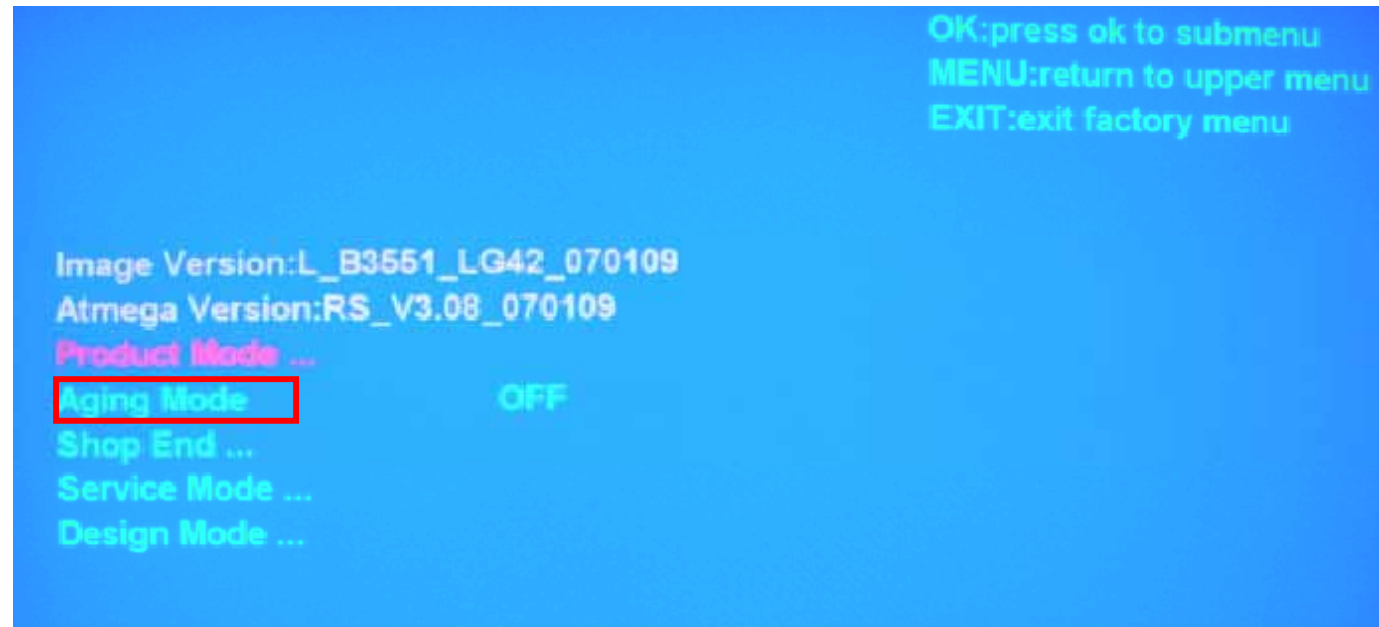 OK:press ok to submenu
MENU:return to upper menu
EXIT:exit factory menu
Image Version:L_B3551_LG42_070109
Atmega Version:RS_V3.08_070109
Product Mode ...
Aging Mode OFF
Shop End ...
Service Mode ...
Design Mode ...